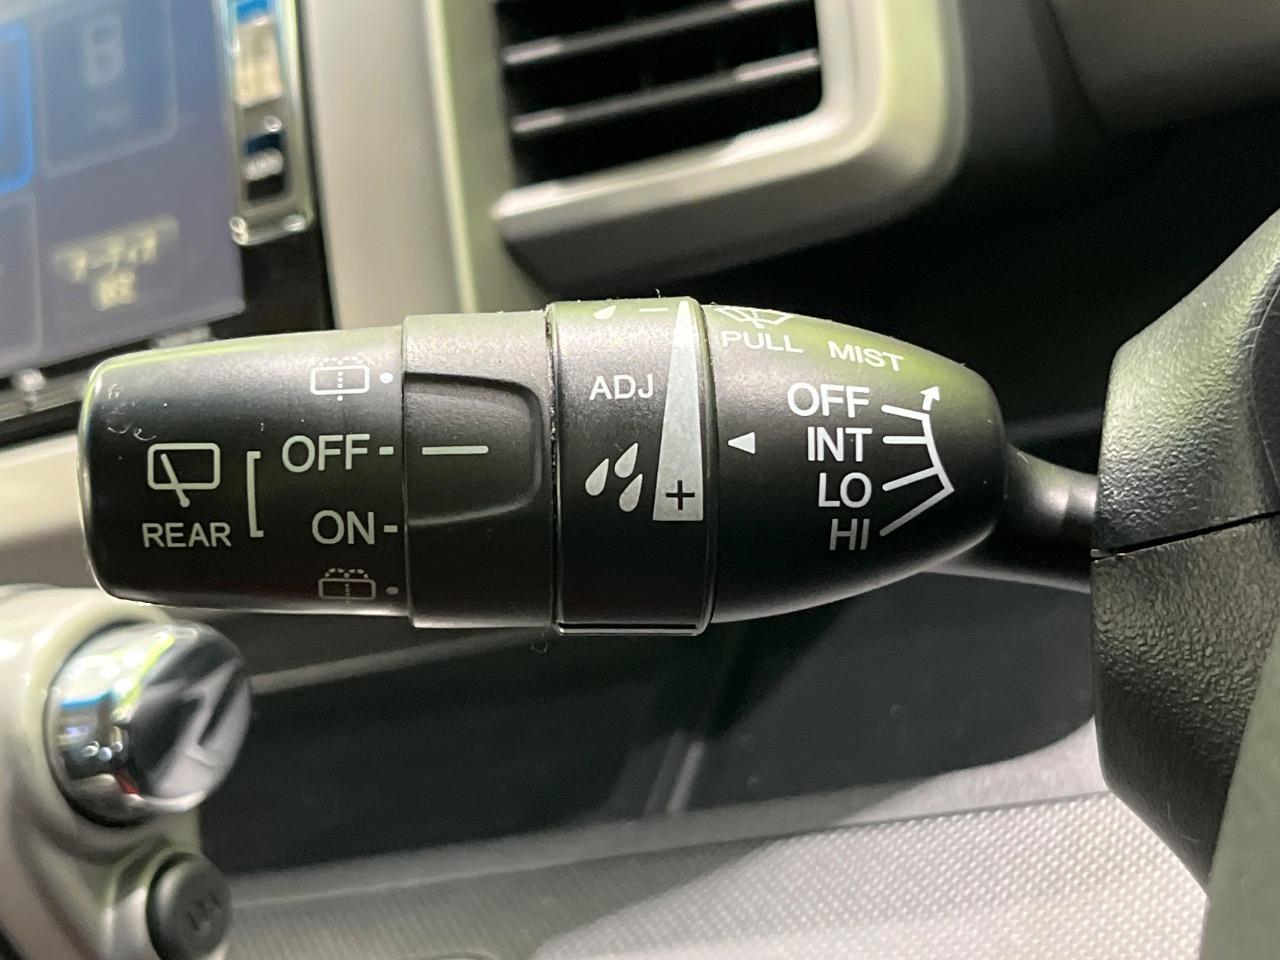 PULL MIST
ADJ
OFF
INT
LO
HI
OFF
ON
REAR
+